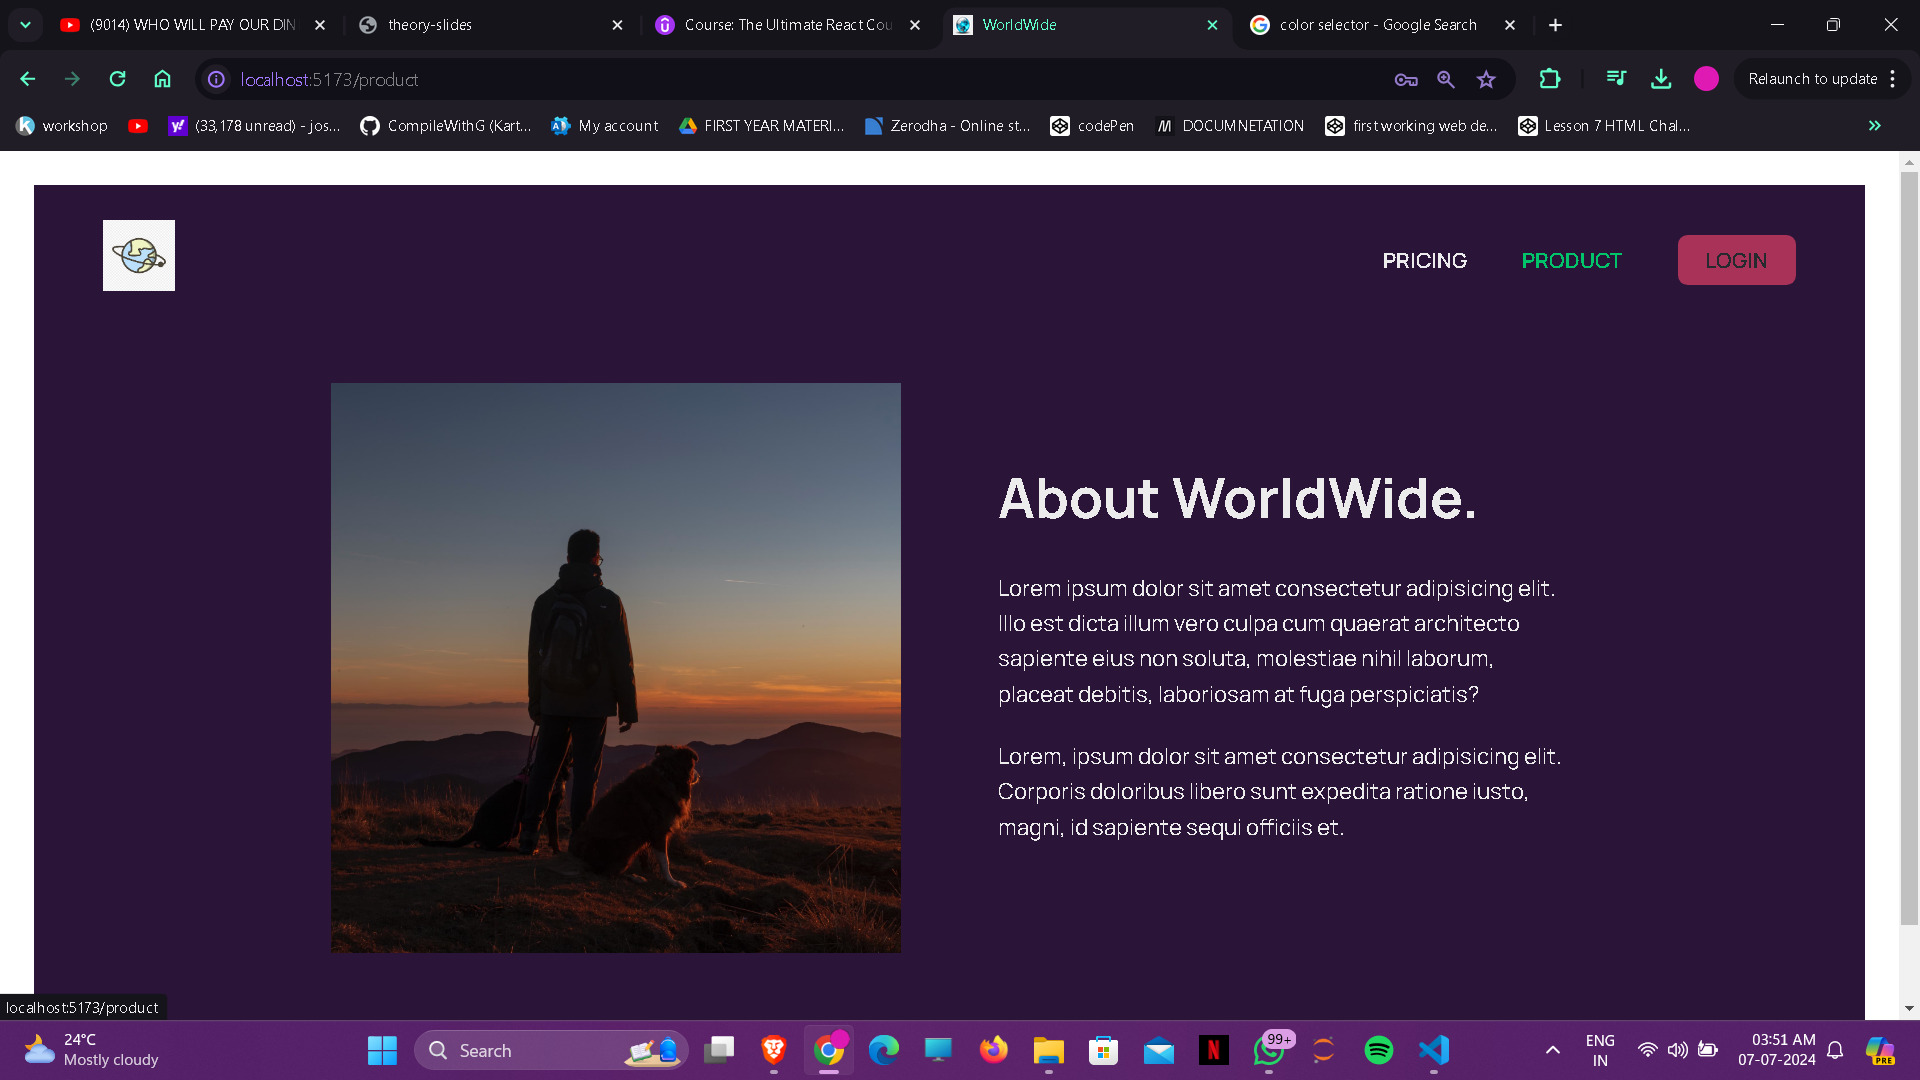 (9014) WHO WILL PAY OUR DIN
theory-slides
Course: The Ultimate React Cou
WorldWide
color selector - Google Search
localhost:5173/product
Relaunch to update
workshop
(33,178 unread) - jos...
CompileWithG (Kart...
My account
FIRST YEAR MATERI...
Zerodha - Online st...
codePen
DOCUMNETATION
first working web de...
Lesson 7 HTML Chal...
PRICING
PRODUCT
LOGIN
About WorldWide.
Lorem ipsum dolor sit amet consectetur adipisicing elit.
Illo est dicta illum vero culpa cum quaerat architecto
sapiente eius non soluta, molestiae nihil laborum,
placeat debitis, laboriosam at fuga perspiciatis?
Lorem, ipsum dolor sit amet consectetur adipisicing elit.
Corporis doloribus libero sunt expedita ratione iusto,
magni, id sapiente sequi officiis et.
localhost:5173/product
24°C
Mostly cloudy
Search
99+
ENG
IN
03:51 AM
07-07-2024
PRE